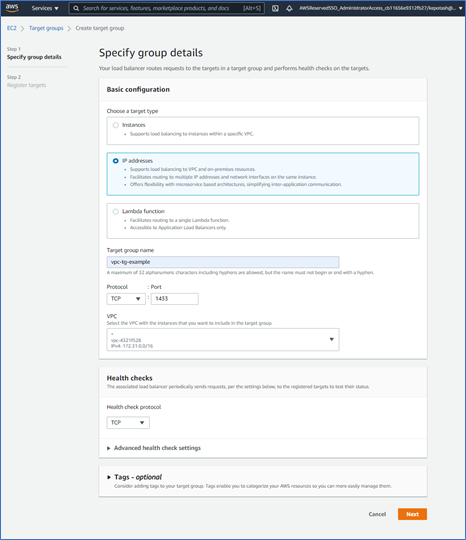 aws
Services
Search for services, features, marketplace products, and docs
[Alt+S]
EC2 > Target groups > Create target group
Step 1
Specify group details
Step 2
Register targets
Specify group details
Your load balancer routes requests to the targets in a target group and performs health checks on the targets.
Basic configuration
Choose a target type
Instances
Supports load balancing to instances within a specific VPC.
IP addresses
Supports load balancing to VPC and on-premises resources.
Facilitates routing to multiple IP addresses and network interfaces on the same instance.
Offers flexibility with microservice based architectures, simplifying inter-application communication.
Lambda function
Facilitates routing to a single Lambda function.
Accessible to Application Load Balancers only.
Target group name
vpc-tg-example
A maximum of 32 alphanumeric characters including hyphens are allowed, but the name must not begin or end with a hyphen.
Protocol : Port
TCP : 1433
VPC
Select the VPC with the instances that you want to include in the target group.
-
IPv4: 172.31.0.0/16
Health checks
The associated load balancer periodically sends requests, per the settings below, to the registered targets to test their status.
Health check protocol
TCP
Advanced health check settings
Tags - optional
Consider adding tags to your target group. Tags enable you to categorize your AWS resources so you can more easily manage them.
Cancel
Next